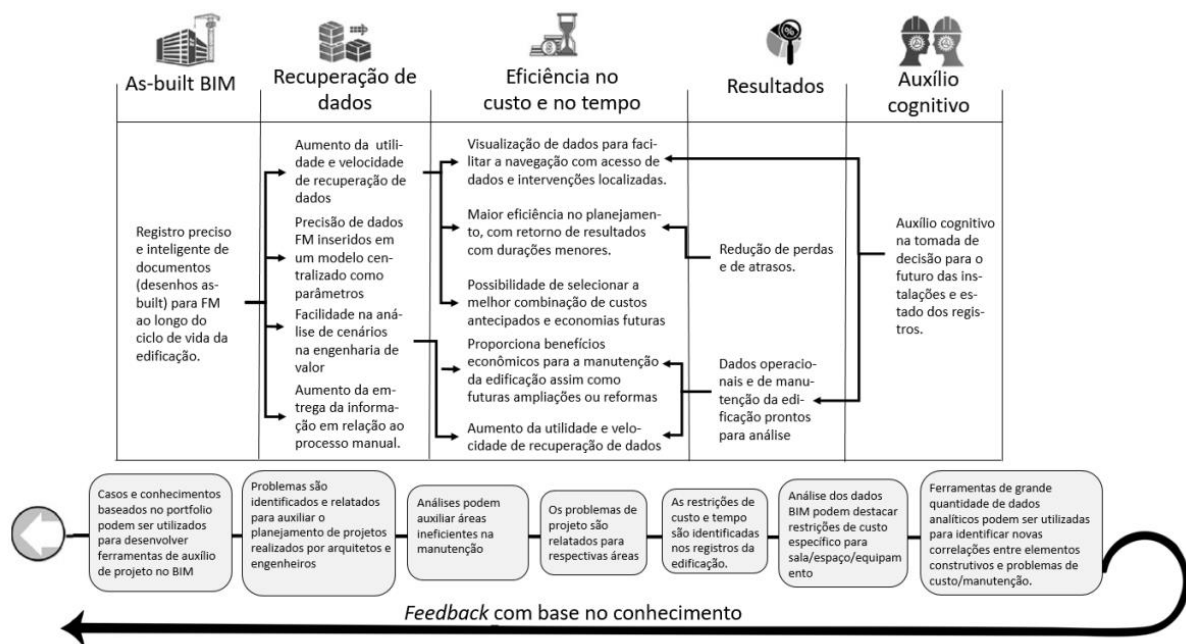 As-built BIM
Recuperação de
dados
Eficiência no
custo e no tempo
Resultados
Auxílio
cognitivo
Registro preciso
e inteligente de
documentos
(desenhos as-
built) para FM
ao longo do
ciclo de vida da
edificação.
Aumento da utili-
dade e velocidade
de recuperação de
dados
Precisão de dados
FM inseridos em
um modelo cen-
tralizado como
parâmetros
Facilidade na aná-
lise de cenários
na engenharia de
valor
Aumento da em-
trega da informa-
ção em relação ao
processo manual.
Visualização de dados para faci-
litar a navegação com acesso de
dados e intervenções localizadas.
Maior eficiência no planejamen-
to, com retorno de resultados
com durações menores.
Possibilidade de selecionar a
melhor combinação de custos
antecipados e economias futuras
Proporciona benefícios
econômicos para a manutenção
da edificação assim como
futuras ampliações ou reformas
Aumento da utilidade e velo-
cidade de recuperação de dados
Redução de perdas
e de atrasos.
Dados operacio-
nais e de manu-
tenção da edi-
ficação prontos
para análise
Auxílio cognitivo
na tomada de
decisão para o
futuro das ins-
talações e es-
tado dos regis-
tros.
Casos e conhecimentos
baseados no portfolio
podem ser utilizados
para desenvolver
ferramentas de auxílio
de projeto no BIM
Problemas são
identificados e relatados
para auxiliar o
planejamento de projetos
realizados por arquitetos e
engenheiros
Análises podem
auxiliar áreas
ineficientes na
manutenção
Os problemas de
projeto são
relatados para
respectivas áreas
As restrições de
custo e tempo
são identificadas
nos registros da
edificação.
Análise dos dados
BIM podem destacar
restrições de custo
específico para
sala/espaço/equipam
ento
Ferramentas de grande
quantidade de dados
analíticos podem ser utilizadas
para identificar novas
correlações entre elementos
construtivos e problemas de
custo/manutenção.
Feedback com base no conhecimento